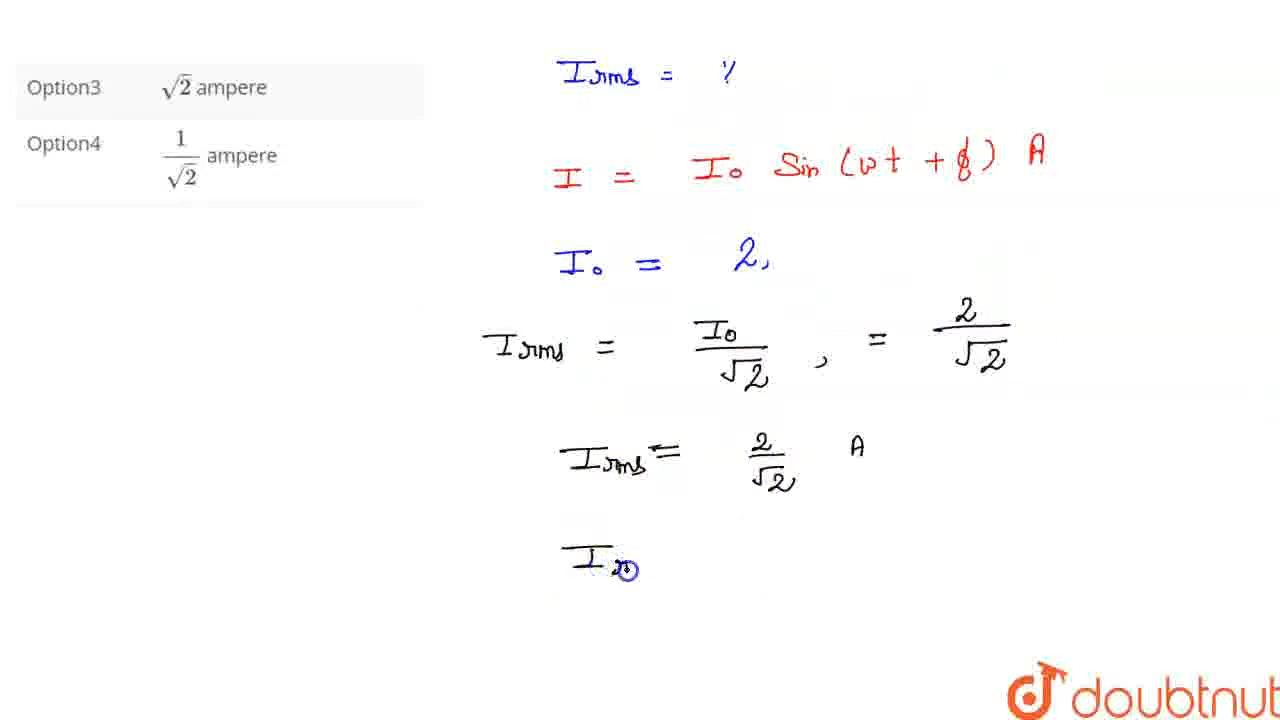 Option3 √2 ampere
Option4 1/√2 ampere
Irms = ?
I = I₀ Sin (ωt + ϕ) A
I₀ = 2,
Irms = I₀/√2 , = 2/√2
Irms = 2/√2 A
Ir
doubtnut